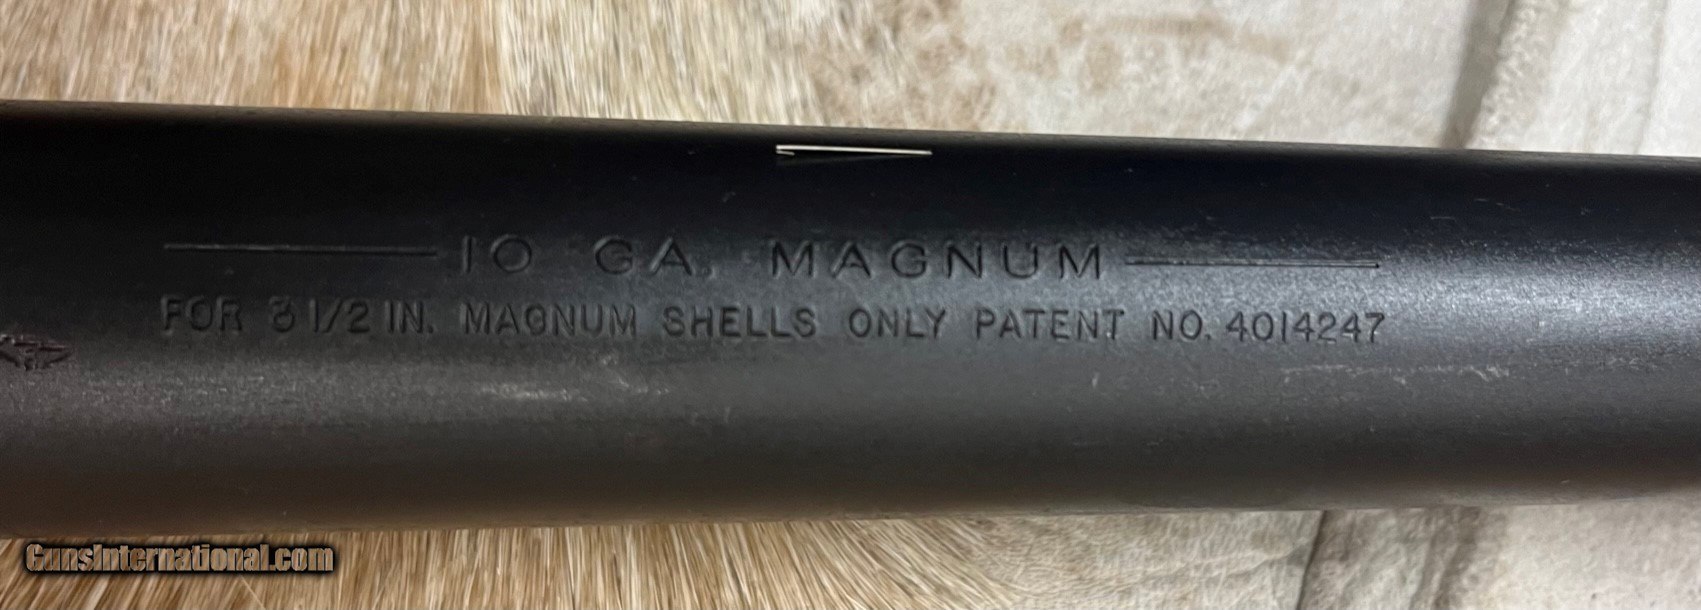 10 GA. MAGNUM
FOR 3 1/2 IN. MAGNUM SHELLS ONLY PATENT NO. 4014247
GunsInternational.com